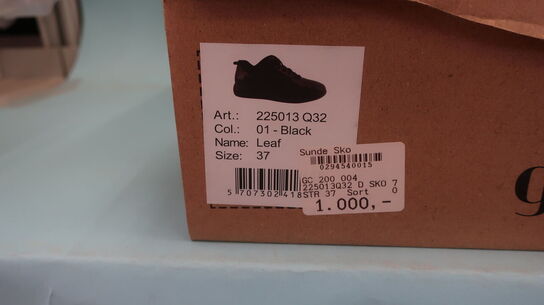 Art.: 225013 Q32
Col.: 01 - Black
Name: Leaf
Size: 37
5 707302 418
Sunde Sko
0294540015
GC 200 004
225013Q32 D SKO 7
STR 37 Sort 0
1.000,-
g